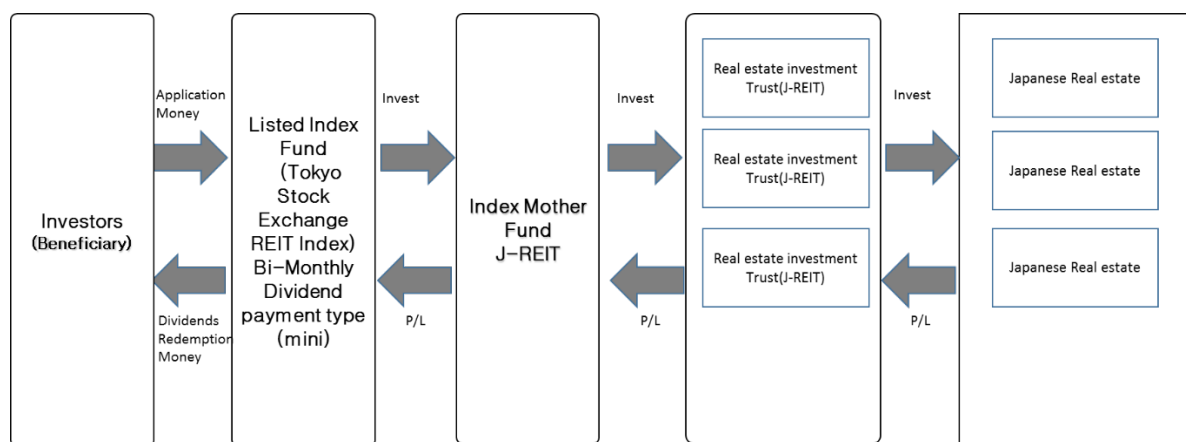 Investors
(Beneficiary)
Application
Money
Dividends
Redemption
Money
Listed Index
Fund
(Tokyo
Stock
Exchange
REIT Index)
Bi-Monthly
Dividend
payment type
(mini)
Invest
P/L
Index Mother
Fund
J-REIT
Invest
P/L
Real estate investment
Trust(J-REIT)
Real estate investment
Trust(J-REIT)
Real estate investment
Trust(J-REIT)
Invest
P/L
Japanese Real estate
Japanese Real estate
Japanese Real estate